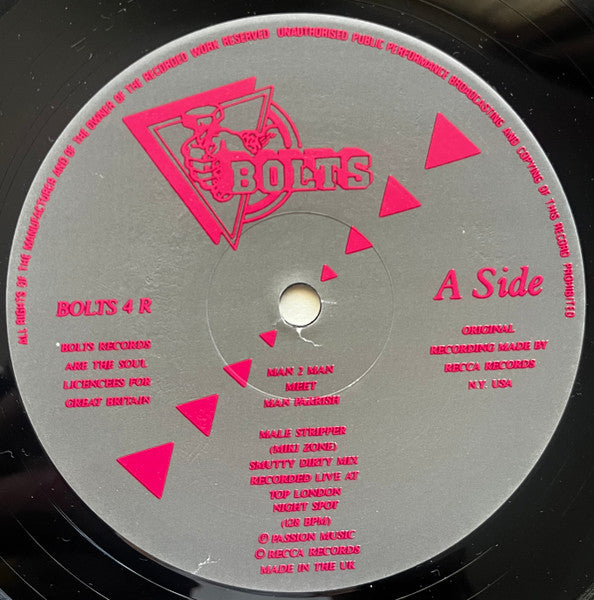 ALL RIGHTS OF THE MANUFACTURER AND OF THE OWNER OF THE RECORDED WORK RESERVED UNAUTHORISED PUBLIC PERFORMANCE BROADCASTING AND COPYING OF THIS RECORD PROHIBITED
BOLTS
BOLTS 4 R
A Side
BOLTS RECORDS
ARE THE SOUL
LICENCEES FOR
GREAT BRITAIN
ORIGINAL
RECORDING MADE BY
RECCA RECORDS
N.Y. USA
MAN 2 MAN
MEET
MAN PARRISH
MALE STRIPPER
(MIKI ZONE)
SMUTTY DIRTY MIX
RECORDED LIVE AT
TOP LONDON
NIGHT SPOT
(128 BPM)
Ⓟ PASSION MUSIC
© RECCA RECORDS
MADE IN THE UK